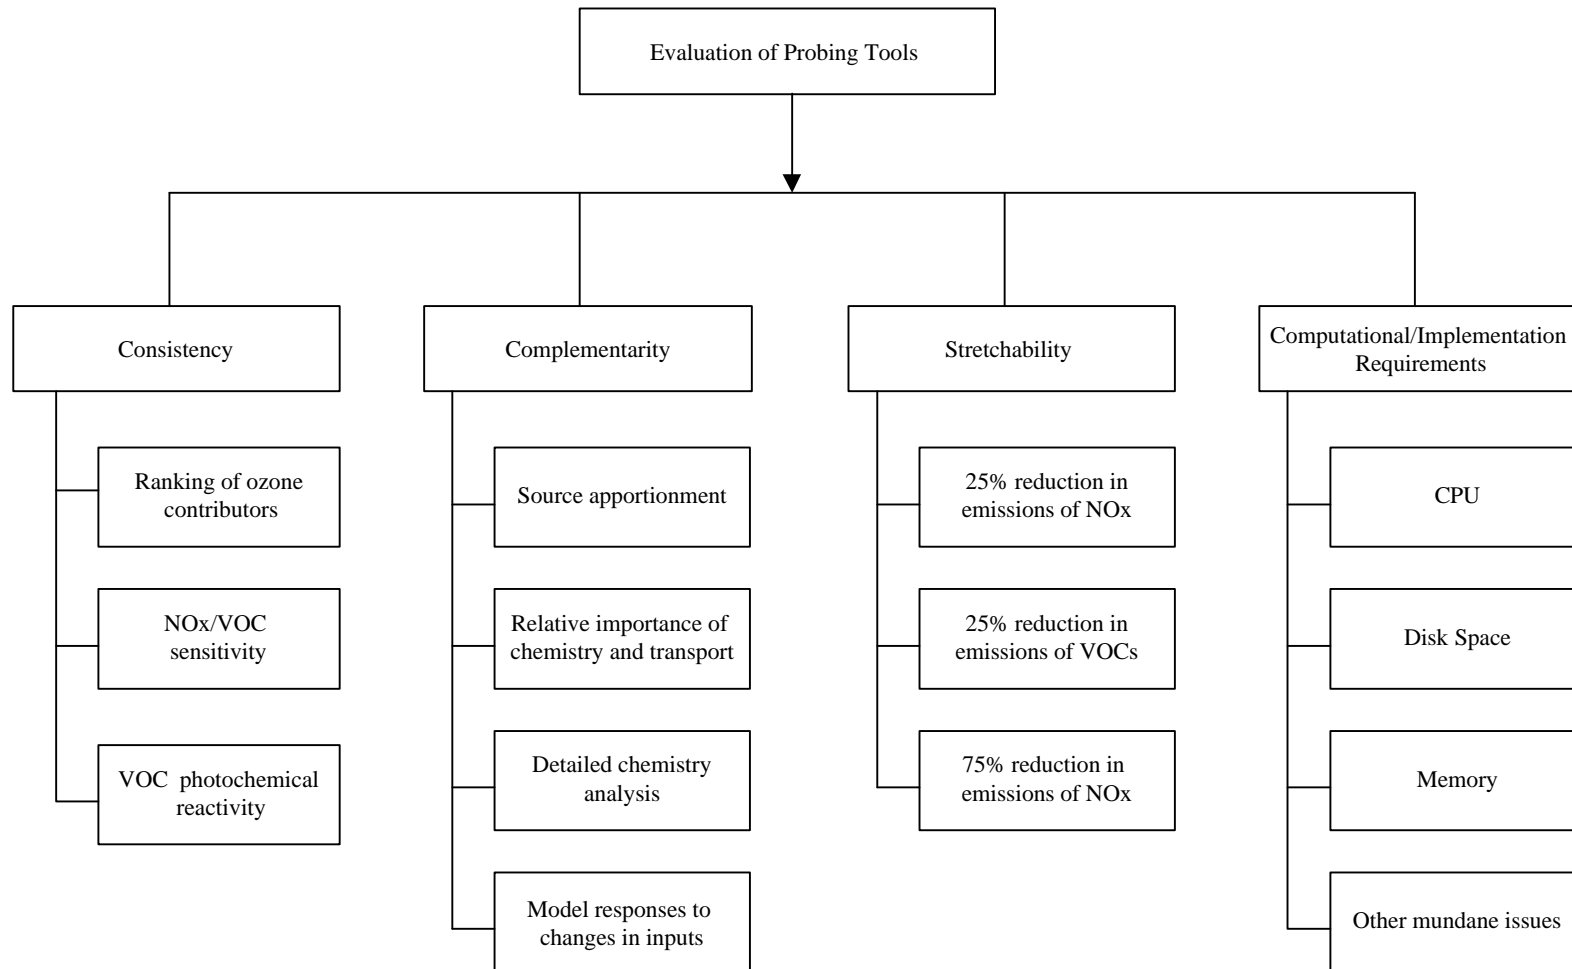 Evaluation of Probing Tools
Consistency
Ranking of ozone
contributors
NOx/VOC
sensitivity
VOC photochemical
reactivity
Complementarity
Source apportionment
Relative importance of
chemistry and transport
Detailed chemistry
analysis
Model responses to
changes in inputs
Stretchability
25% reduction in
emissions of NOx
25% reduction in
emissions of VOCs
75% reduction in
emissions of NOx
Computational/Implementation
Requirements
CPU
Disk Space
Memory
Other mundane issues